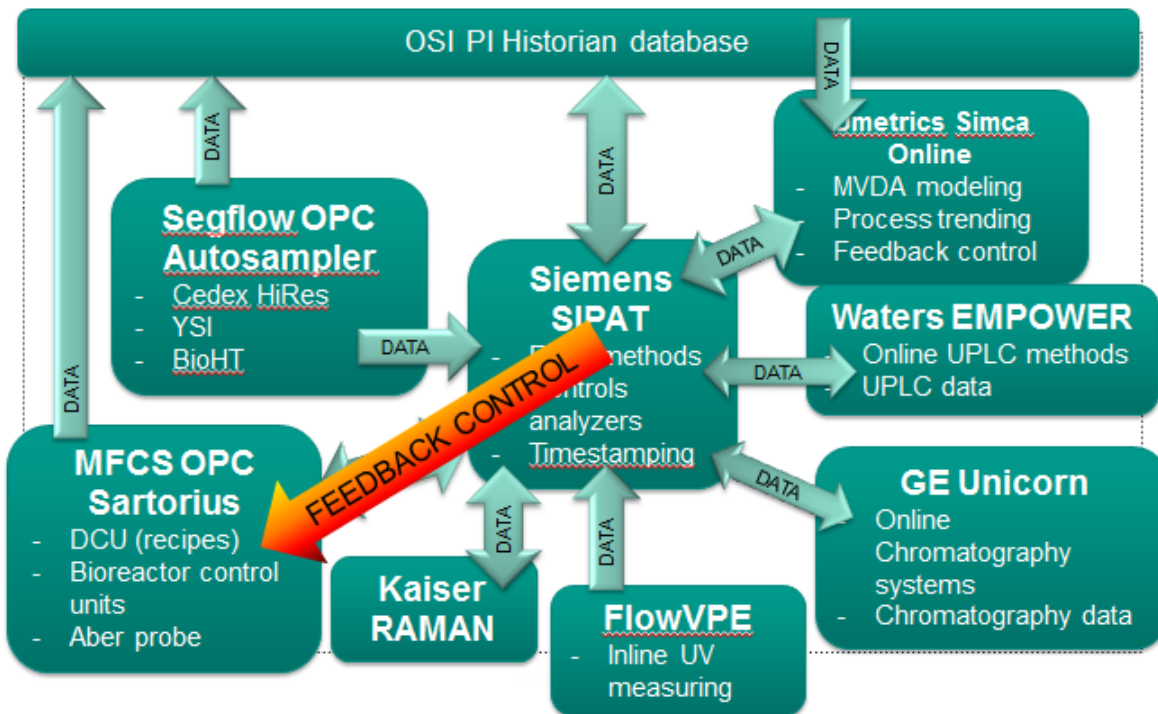 OSI PI Historian database
DATA
DATA
DATA
DATA
DATA
Simca
Online
- MVDA modeling
- Process trending
- Feedback control
Segflow OPC
Autosampler
- Cedex HiRes
- YSI
- BioHT
DATA
DATA
Siemens
SIPAT
- methods
analyzers
- Timestamping
FEEDBACK CONTROL
Waters EMPOWER
Online UPLC methods
UPLC data
DATA
MFCS OPC
Sartorius
- DCU (recipes)
- Bioreactor control
units
- Aber probe
DATA
Kaiser
RAMAN
DATA
FlowVPE
- Inline UV
measuring
DATA
GE Unicorn
- Online
Chromatography
systems
- Chromatography data